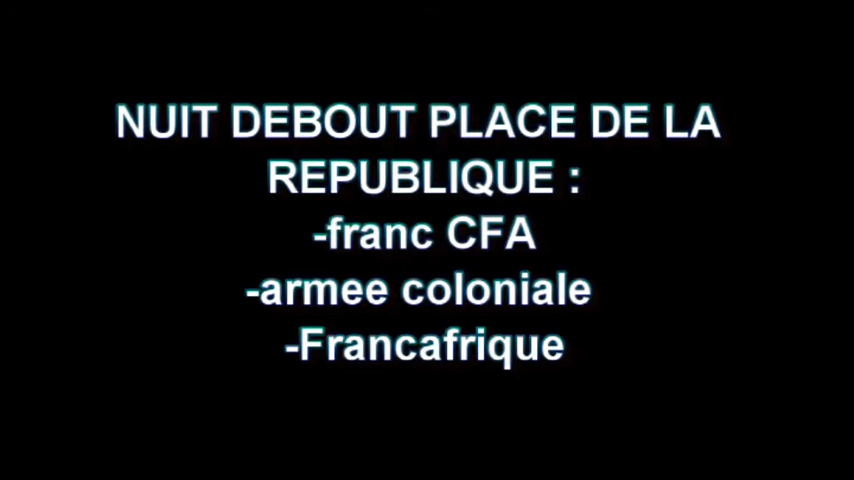 NUIT DEBOUT PLACE DE LA
REPUBLIQUE :
-franc CFA
-armee coloniale
-Francafrique